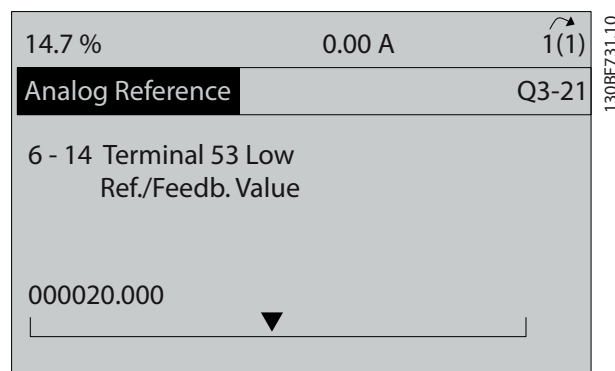 14.7 % 0.00 A 1(1)
Analog Reference Q3-21
6 - 14 Terminal 53 Low
Ref./Feedb. Value
000020.000
130BF731.10